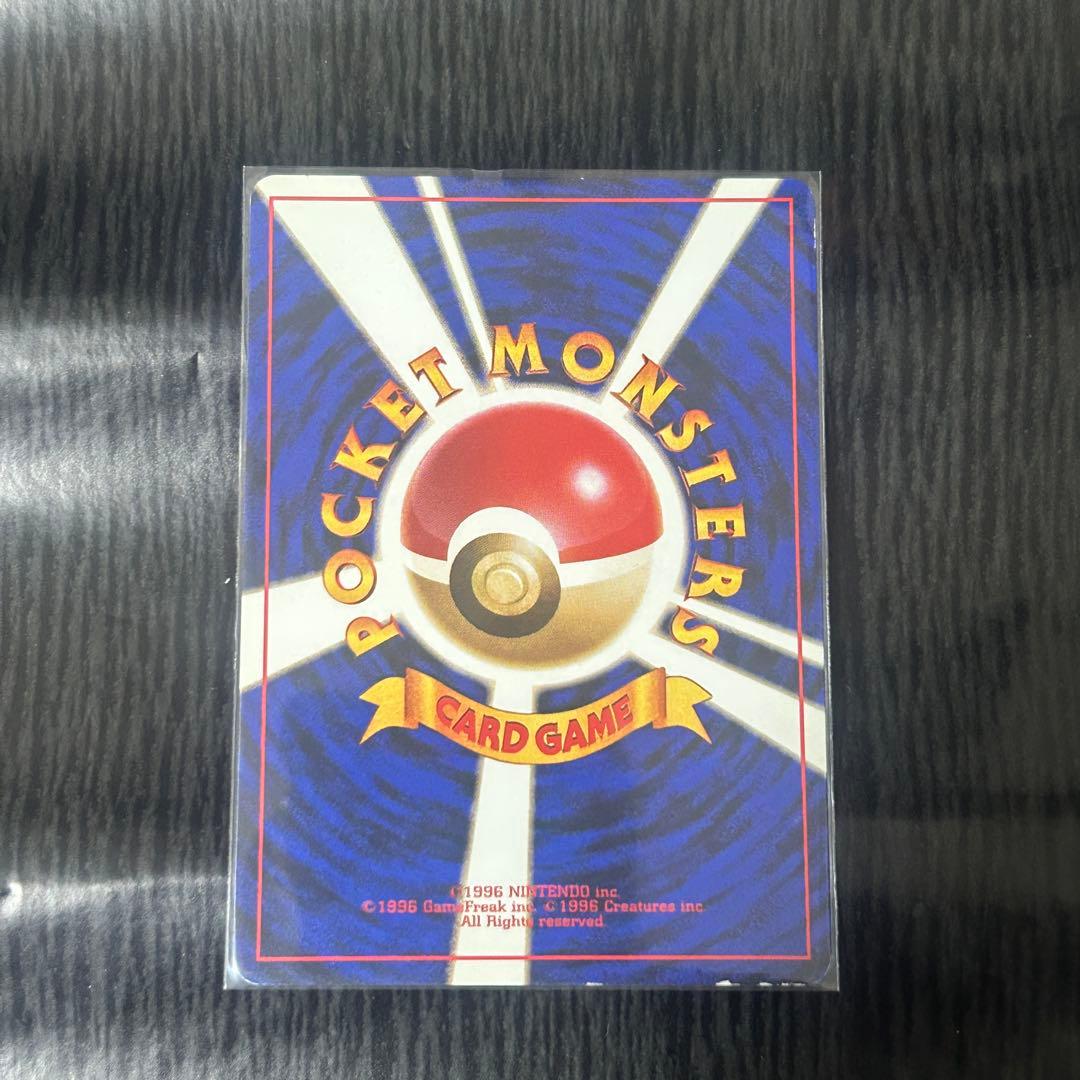 POCKET MONSTERS
CARD GAME
©1996 NINTENDO inc.
©1996 GameFreak inc. ©1996 Creatures inc.
All Rights reserved.